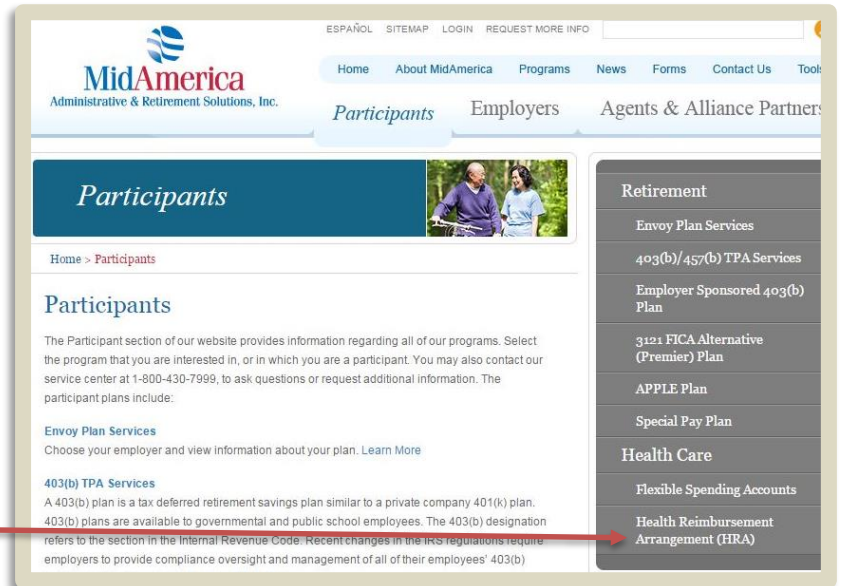 ESPAÑOL SITEMAP LOGIN REQUEST MORE INFO
MidAmerica
Administrative & Retirement Solutions, Inc.
Home About MidAmerica Programs News Forms Contact Us Tools
Participants Employers Agents & Alliance Partners
Participants
Home > Participants
Participants
The Participant section of our website provides information regarding all of our programs. Select
the program that you are interested in, or in which you are a participant. You may also contact our
service center at 1-800-430-7999, to ask questions or request additional information. The
participant plans include:
Envoy Plan Services
Choose your employer and view information about your plan. Learn More
403(b) TPA Services
A 403(b) plan is a tax deferred retirement savings plan similar to a private company 401(k) plan.
403(b) plans are available to governmental and public school employees. The 403(b) designation
refers to the section in the Internal Revenue Code. Recent changes in the IRS regulations require
employers to provide compliance oversight and management of all of their employees' 403(b)
Retirement
Envoy Plan Services
403(b)/457(b) TPA Services
Employer Sponsored 403(b)
Plan
3121 FICA Alternative
(Premier) Plan
APPLE Plan
Special Pay Plan
Health Care
Flexible Spending Accounts
Health Reimbursement
Arrangement (HRA)